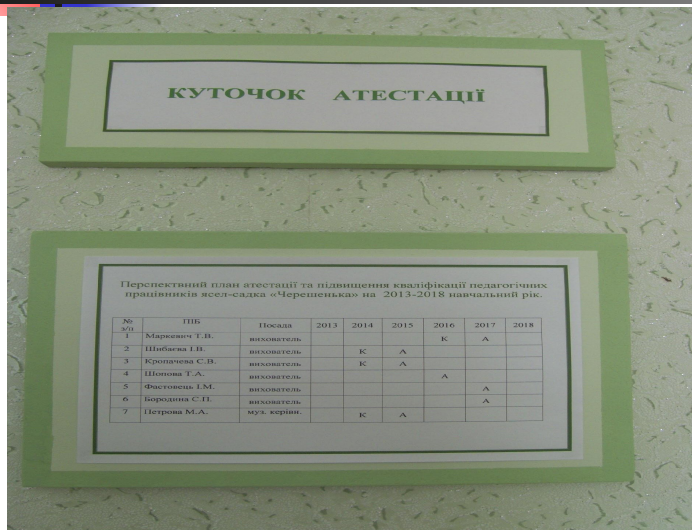 КУТОЧОК АТЕСТАЦІЇ
Перспективний план атестації та підвищення кваліфікації педагогічних
працівників ясел-садка «Черешенька» на 2013-2018 навчальний рік.
№ з/п ПІБ Посада 2013 2014 2015 2016 2017 2018
1 Маркевич Т.В. вихователь К А
2 Шибаєва І.В. вихователь К А
3 Кропачева С.В. вихователь К А
4 Шопова Т.А. вихователь А
5 Фастовець І.М. вихователь А
6 Бородина С.П. вихователь А
7 Петрова М.А. муз. керівн. К А